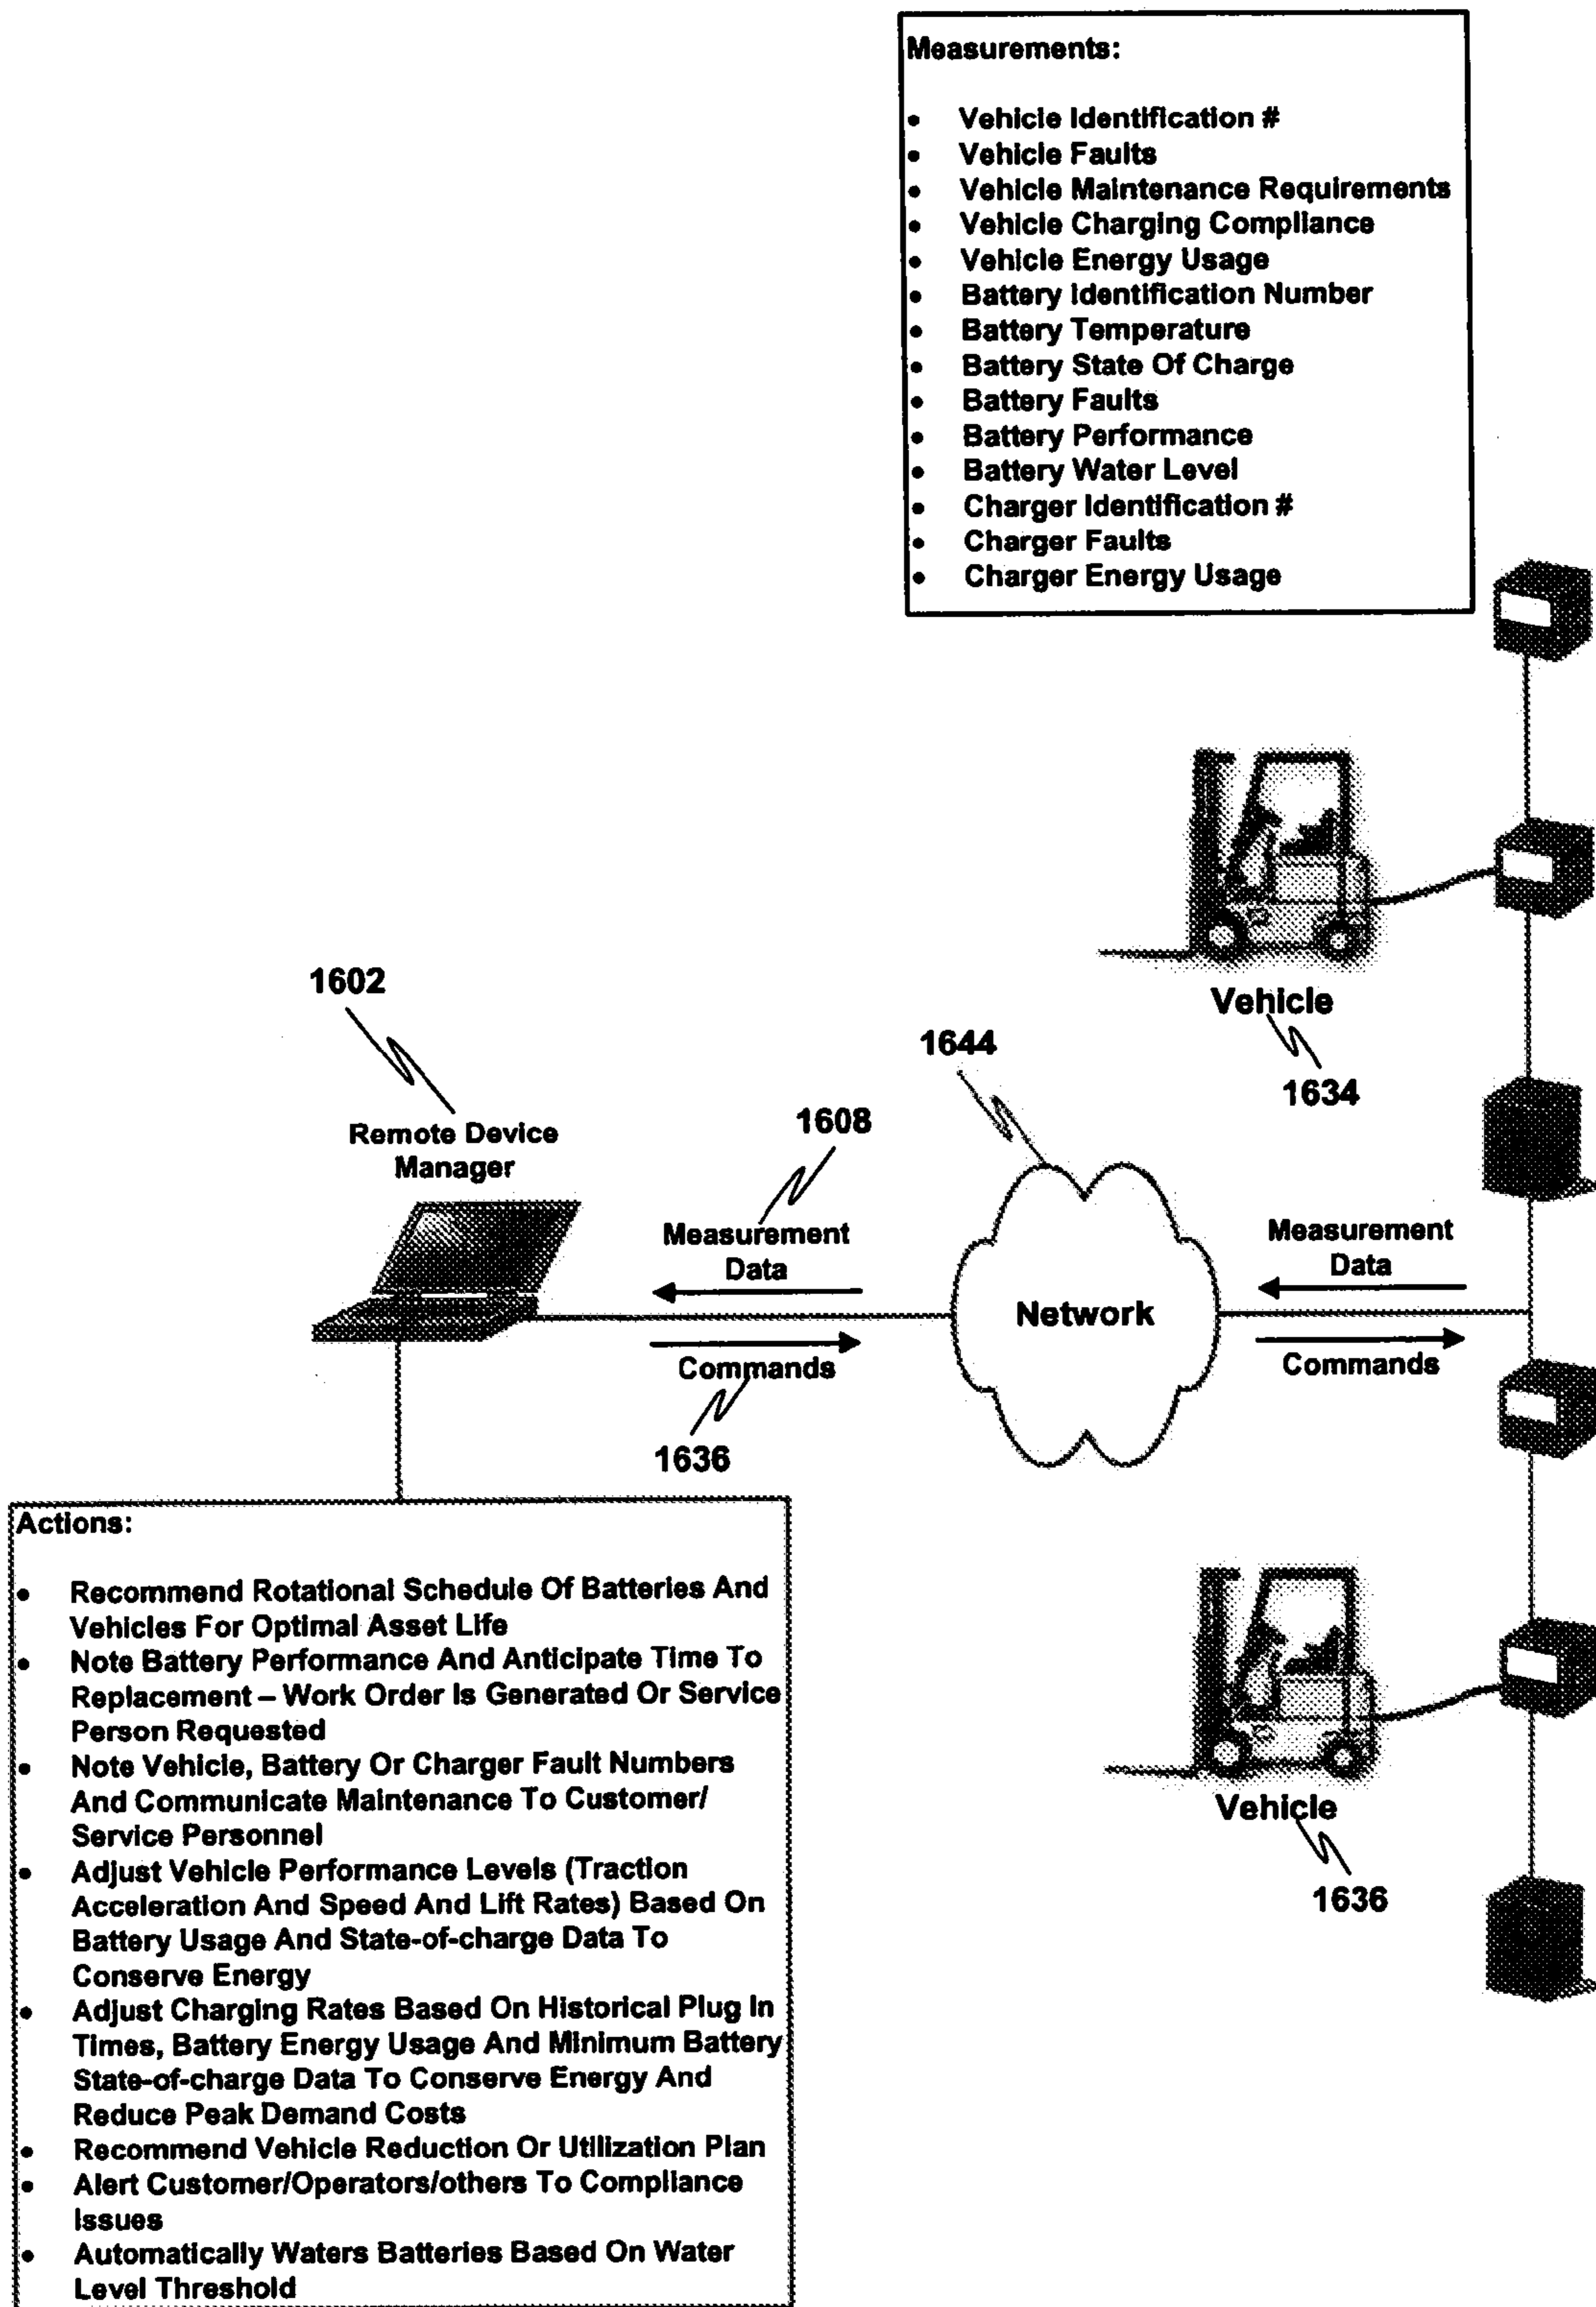 Measurements:
• Vehicle Identification #
• Vehicle Faults
• Vehicle Maintenance Requirements
• Vehicle Charging Compliance
• Vehicle Energy Usage
• Battery Identification Number
• Battery Temperature
• Battery State Of Charge
• Battery Faults
• Battery Performance
• Battery Water Level
• Charger Identification #
• Charger Faults
• Charger Energy Usage
Vehicle
1634
1602
Remote Device
Manager
1608
1644
Measurement
Data
Commands
1636
Network
Measurement
Data
Commands
Vehicle
1636
Actions:
• Recommend Rotational Schedule Of Batteries And
Vehicles For Optimal Asset Life
• Note Battery Performance And Anticipate Time To
Replacement – Work Order Is Generated Or Service
Person Requested
• Note Vehicle, Battery Or Charger Fault Numbers
And Communicate Maintenance To Customer/
Service Personnel
• Adjust Vehicle Performance Levels (Traction
Acceleration And Speed And Lift Rates) Based On
Battery Usage And State-of-charge Data To
Conserve Energy
• Adjust Charging Rates Based On Historical Plug In
Times, Battery Energy Usage And Minimum Battery
State-of-charge Data To Conserve Energy And
Reduce Peak Demand Costs
• Recommend Vehicle Reduction Or Utilization Plan
• Alert Customer/Operators/others To Compliance
Issues
• Automatically Waters Batteries Based On Water
Level Threshold